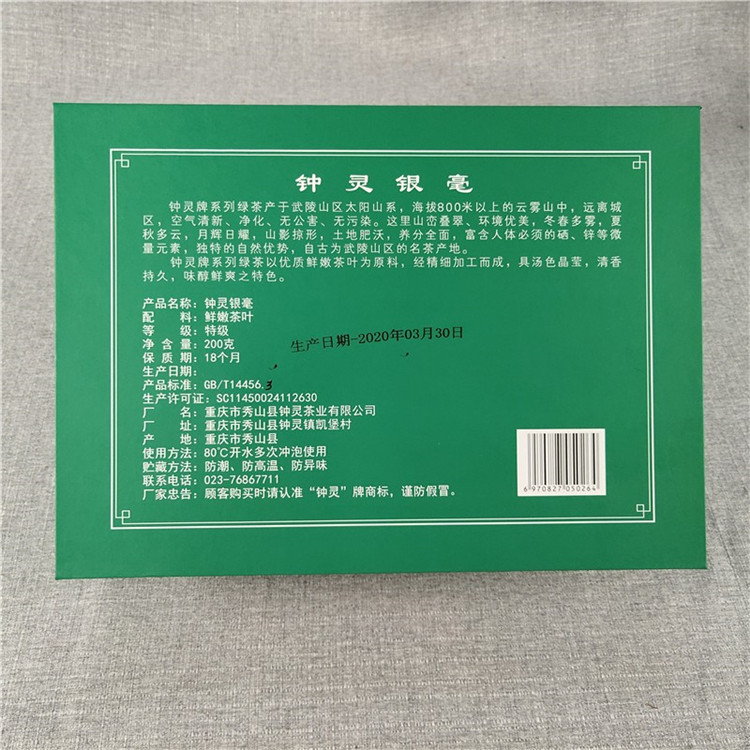 钟灵银毫
钟灵牌系列绿茶产于武陵山区太阳山系，海拔800米以上的云雾山中，远离城
区，空气清新、净化、无公害、无污染。这里山峦叠翠、环境优美，冬春多雾，夏
秋多云，月辉日耀，山影掠形，土地肥沃，养分全面，富含人体必须的硒、锌等微
量元素，独特的自然优势，自古为武陵山区的名茶产地。
钟灵牌系列绿茶以优质鲜嫩茶叶为原料，经精细加工而成，具汤色晶莹，清香
持久，味醇鲜爽之特色。
产品名称：钟灵银毫
配 料：鲜嫩茶叶
等 级：特级
净 含 量：200克
保 质 期：18个月
生产日期：
生产日期-2020年03月30日
产品标准：GB/T14456.3
生产许可证：SC11450024112630
厂 名：重庆市秀山县钟灵茶业有限公司
厂 址：重庆市秀山县钟灵镇凯堡村
产 地：重庆市秀山县
使用方法：80℃开水多次冲泡使用
贮藏方法：防潮、防高温、防异味
联系电话：023-76867711
厂家忠告：顾客购买时请认准“钟灵”牌商标，谨防假冒。
6 970827 050264